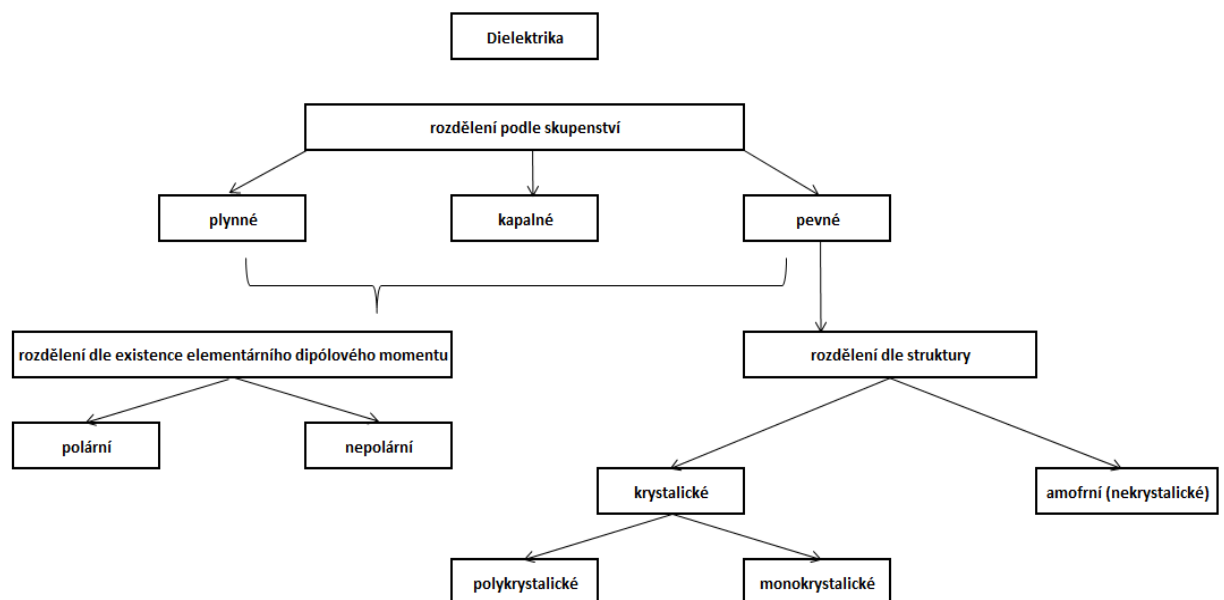 Dielektrika
rozdělení podle skupenství
plynné
kapalné
pevné
rozdělení dle existence elementárního dipólového momentu
rozdělení dle struktury
polární
nepolární
krystalické
amofrní (nekrystalické)
polykrystalické
monokrystalické